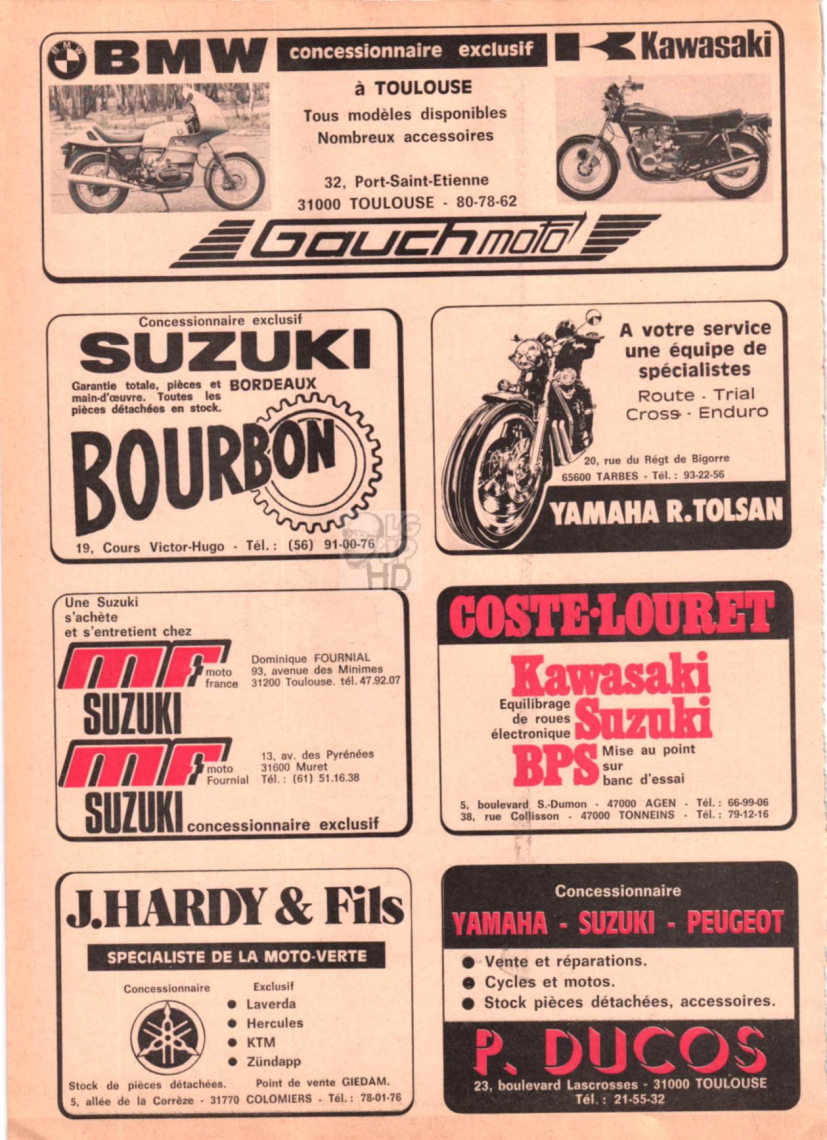 BMW
BMW concessionnaire exclusif Kawasaki
à TOULOUSE
Tous modèles disponibles
Nombreux accessoires
32, Port-Saint-Etienne
31000 TOULOUSE - 80-78-62
Gauch moto
Concessionnaire exclusif
SUZUKI
Garantie totale, pièces et BORDEAUX
main-d'œuvre. Toutes les
pièces détachées en stock.
BOURBON
19, Cours Victor-Hugo - Tél. : (56) 91-00-76
A votre service
une équipe de
spécialistes
Route - Trial
Cross - Enduro
20, rue du Régt de Bigorre
65600 TARBES - Tél. : 93-22-56
YAMAHA R.TOLSAN
BLG
UP
HD
Une Suzuki
s'achète
et s'entretient chez
MF moto
france
SUZUKI
Dominique FOURNIAL
93, avenue des Minimes
31200 Toulouse. tél. 47.92.07
MF moto
Fournial
SUZUKI concessionnaire exclusif
13, av. des Pyrénées
31600 Muret
Tél. : (61) 51.16.38
COSTE·LOURET
Kawasaki
Equilibrage
de roues
électronique
Suzuki
BPS
Mise au point
sur
banc d'essai
5, boulevard S.-Dumon - 47000 AGEN - Tél. : 66-99-06
38, rue Collisson - 47000 TONNEINS - Tél. : 79-12-16
J.HARDY & Fils
SPECIALISTE DE LA MOTO-VERTE
Concessionnaire
Exclusif
● Laverda
● Hercules
● KTM
● Zündapp
Stock de pièces détachées. Point de vente GIEDAM.
5, allée de la Corrèze - 31770 COLOMIERS - Tél. : 78-01-76
Concessionnaire
YAMAHA - SUZUKI - PEUGEOT
● Vente et réparations.
● Cycles et motos.
● Stock pièces détachées, accessoires.
P. DUCOS
23, boulevard Lascrosses - 31000 TOULOUSE
Tél. : 21-55-32